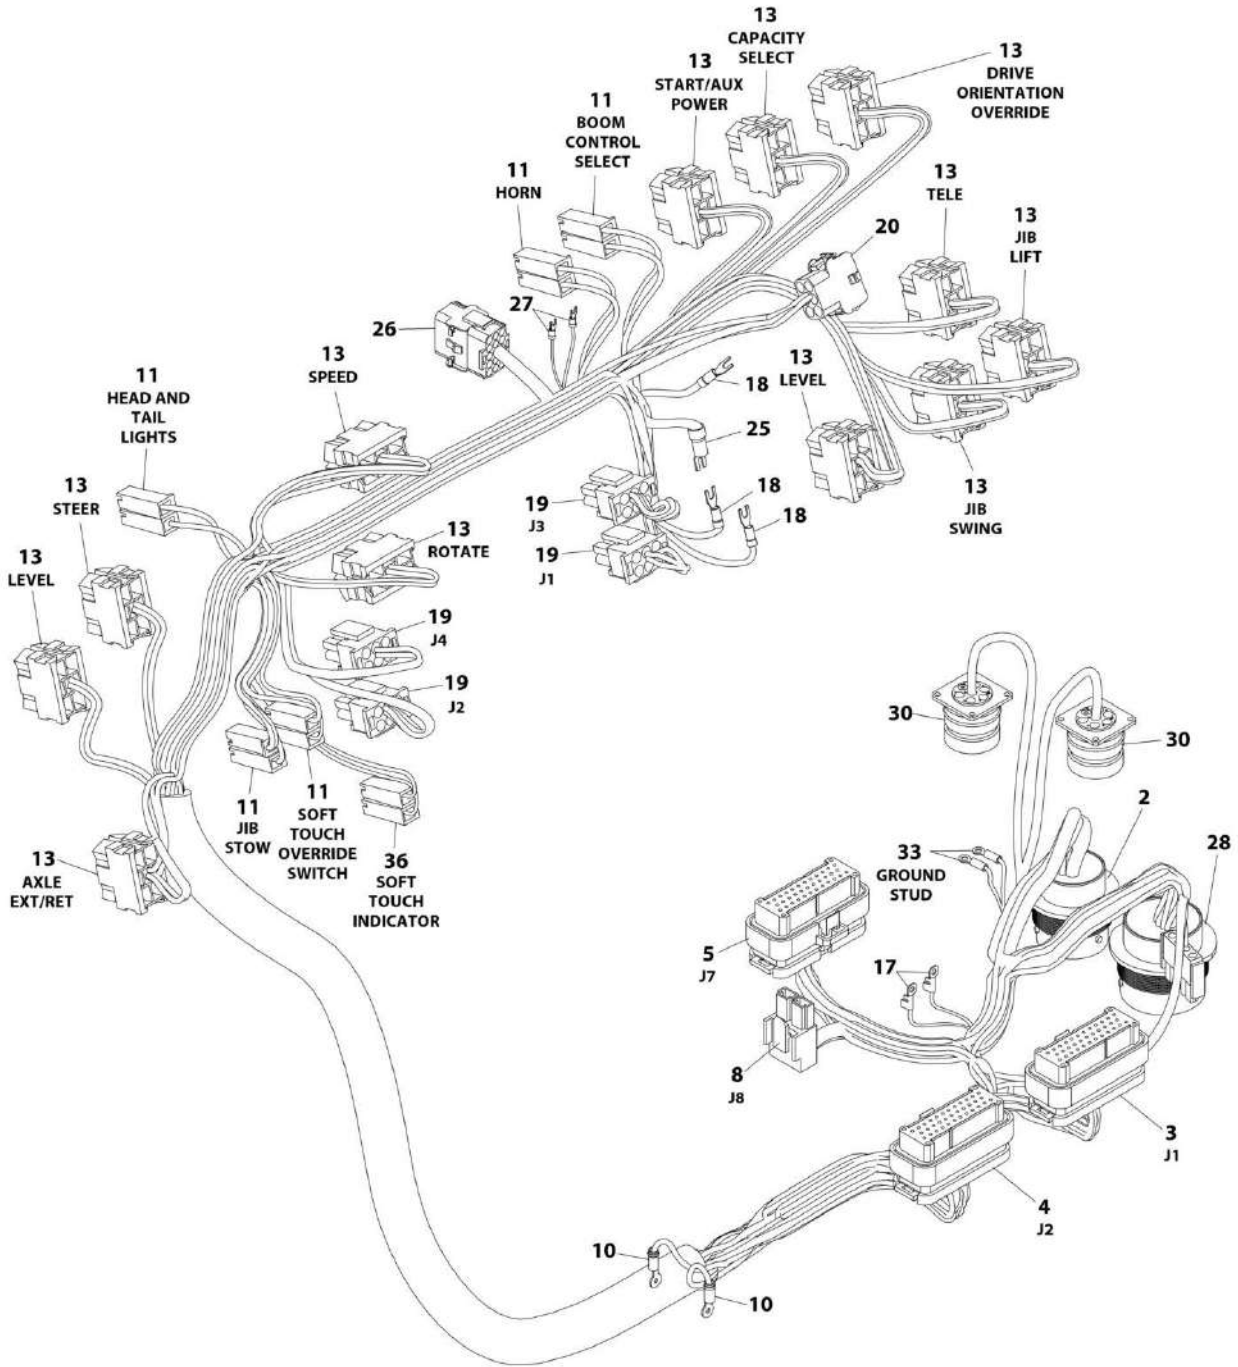 13
CAPACITY
SELECT
13
DRIVE
ORIENTATION
OVERRIDE
13
START/AUX
POWER
11
BOOM
CONTROL
SELECT
11
HORN
13
TELE
13
JIB
LIFT
20
27
26
13
SPEED
11
HEAD AND
TAIL
LIGHTS
18
13
LEVEL
25
13
STEER
19
J3
18
18
13
JIB
SWING
13
ROTATE
19
J1
13
LEVEL
19
J4
19
J2
30
30
11
JIB
STOW
11
SOFT
TOUCH
OVERRIDE
SWITCH
2
28
33
GROUND
STUD
13
AXLE
EXT/RET
36
SOFT
TOUCH
INDICATOR
5
J7
17
8
J8
3
J1
4
J2
10
10